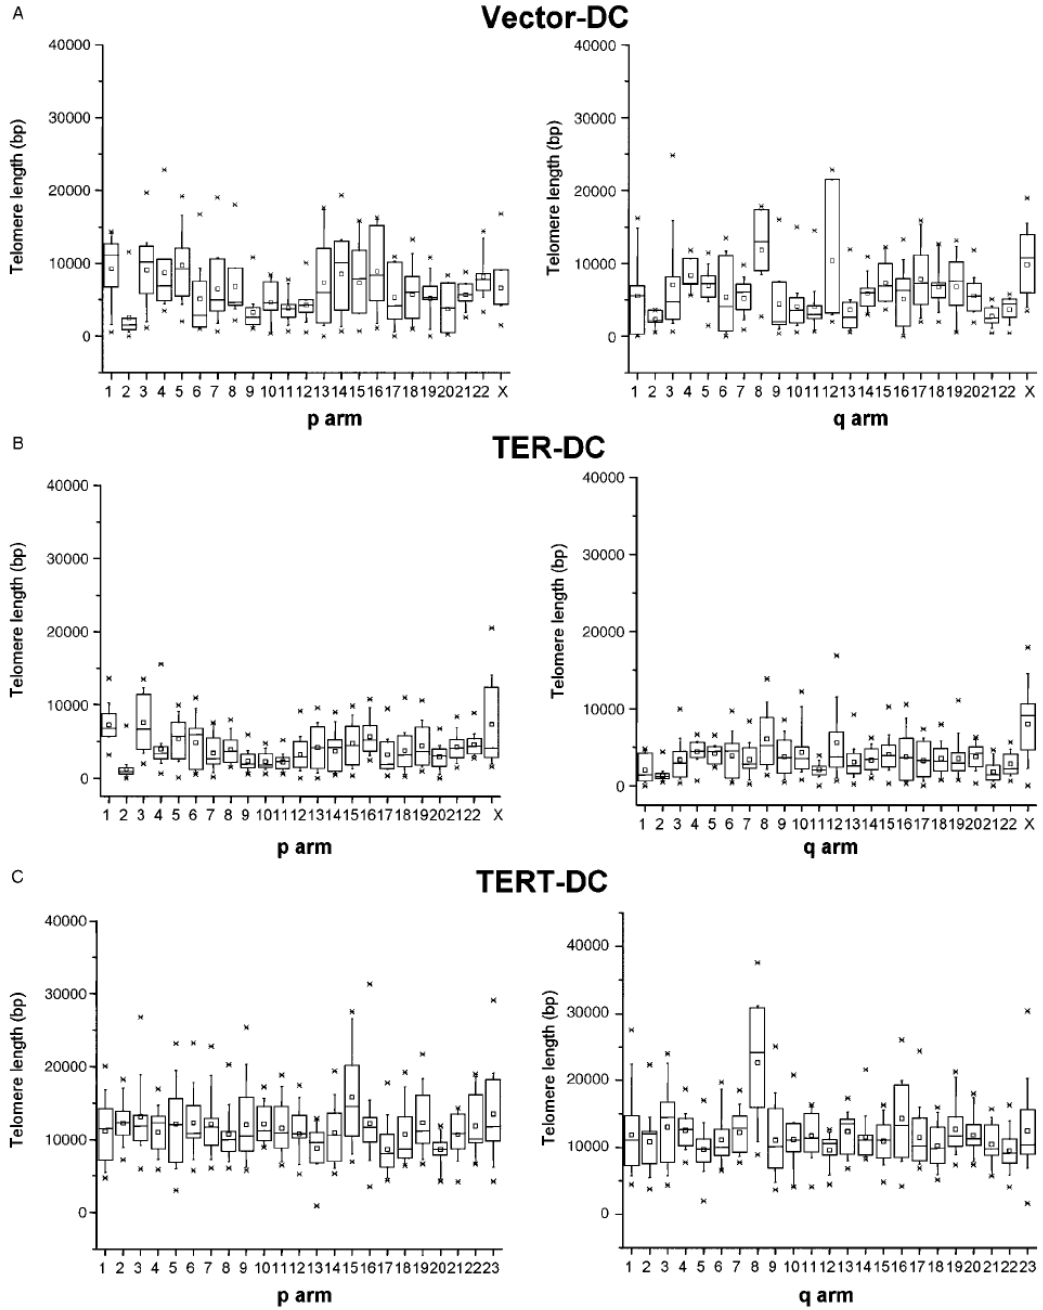 A
Vector-DC
40000
30000
20000
10000
0
Telomere length (bp)
1 2 3 4 5 6 7 8 9 10 11 12 13 14 15 16 17 18 19 20 21 22 X
p arm
40000
30000
20000
10000
0
Telomere length (bp)
1 2 3 4 5 6 7 8 9 10 11 12 13 14 15 16 17 18 19 20 21 22 X
q arm
B
TER-DC
40000
30000
20000
10000
0
Telomere length (bp)
1 2 3 4 5 6 7 8 9 10 11 12 13 14 15 16 17 18 19 20 21 22 X
p arm
40000
30000
20000
10000
0
Telomere length (bp)
1 2 3 4 5 6 7 8 9 10 11 12 13 14 15 16 17 18 19 20 21 22 X
q arm
C
TERT-DC
40000
30000
20000
10000
0
Telomere length (bp)
1 2 3 4 5 6 7 8 9 10 11 12 13 14 15 16 17 18 19 20 21 22 23
p arm
40000
30000
20000
10000
0
Telomere length (bp)
1 2 3 4 5 6 7 8 9 10 11 12 13 14 15 16 17 18 19 20 21 22 23
q arm